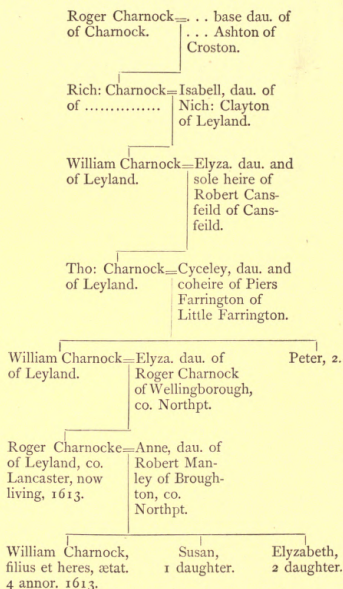 Roger Charnock=. . . base dau. of
of Charnock. . . . Ashton of
Croston.
Rich: Charnock=Isabell, dau. of
of ............... Nich: Clayton
of Leyland.
William Charnock=Elyza. dau. and
of Leyland. sole heire of
Robert Cans-
feild of Cans-
feild.
Tho: Charnock=Cyceley, dau. and
of Leyland. coheire of Piers
Farrington of
Little Farrington.
William Charnock=Elyza. dau. of Peter, 2.
of Leyland. Roger Charnock
of Wellingborough,
co. Northpt.
Roger Charnocke=Anne, dau. of
of Leyland, co. Robert Man-
Lancaster, now ley of Brough-
living, 1613. ton, co.
Northpt.
William Charnock, Susan, Elyzabeth,
filius et heres, ætat. 1 daughter. 2 daughter.
4 annor. 1613.